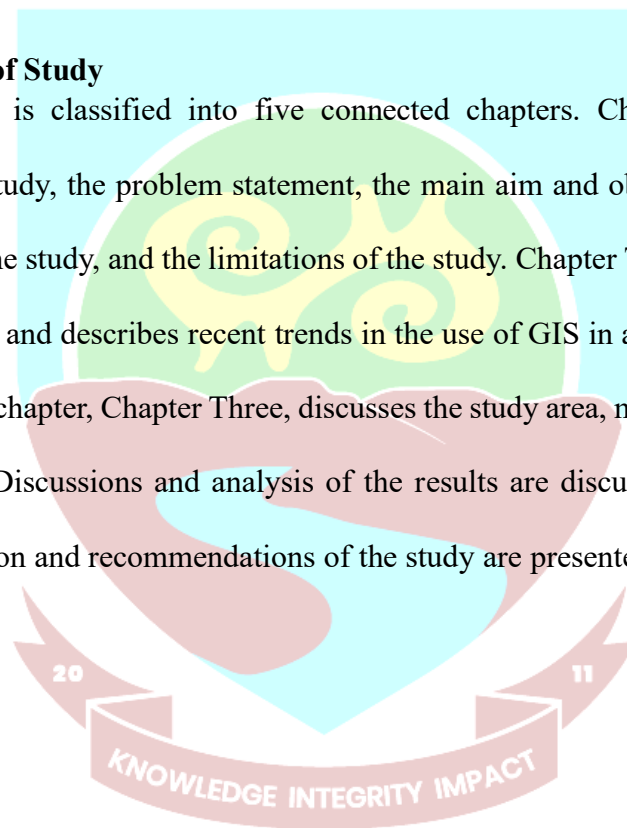 of Study
is classified into five connected chapters. Ch
tudy, the problem statement, the main aim and o
he study, and the limitations of the study. Chapter
and describes recent trends in the use of GIS in a
chapter, Chapter Three, discusses the study area, m
Discussions and analysis of the results are discu
on and recommendations of the study are presente
20 11
KNOWLEDGE INTEGRITY IMPACT